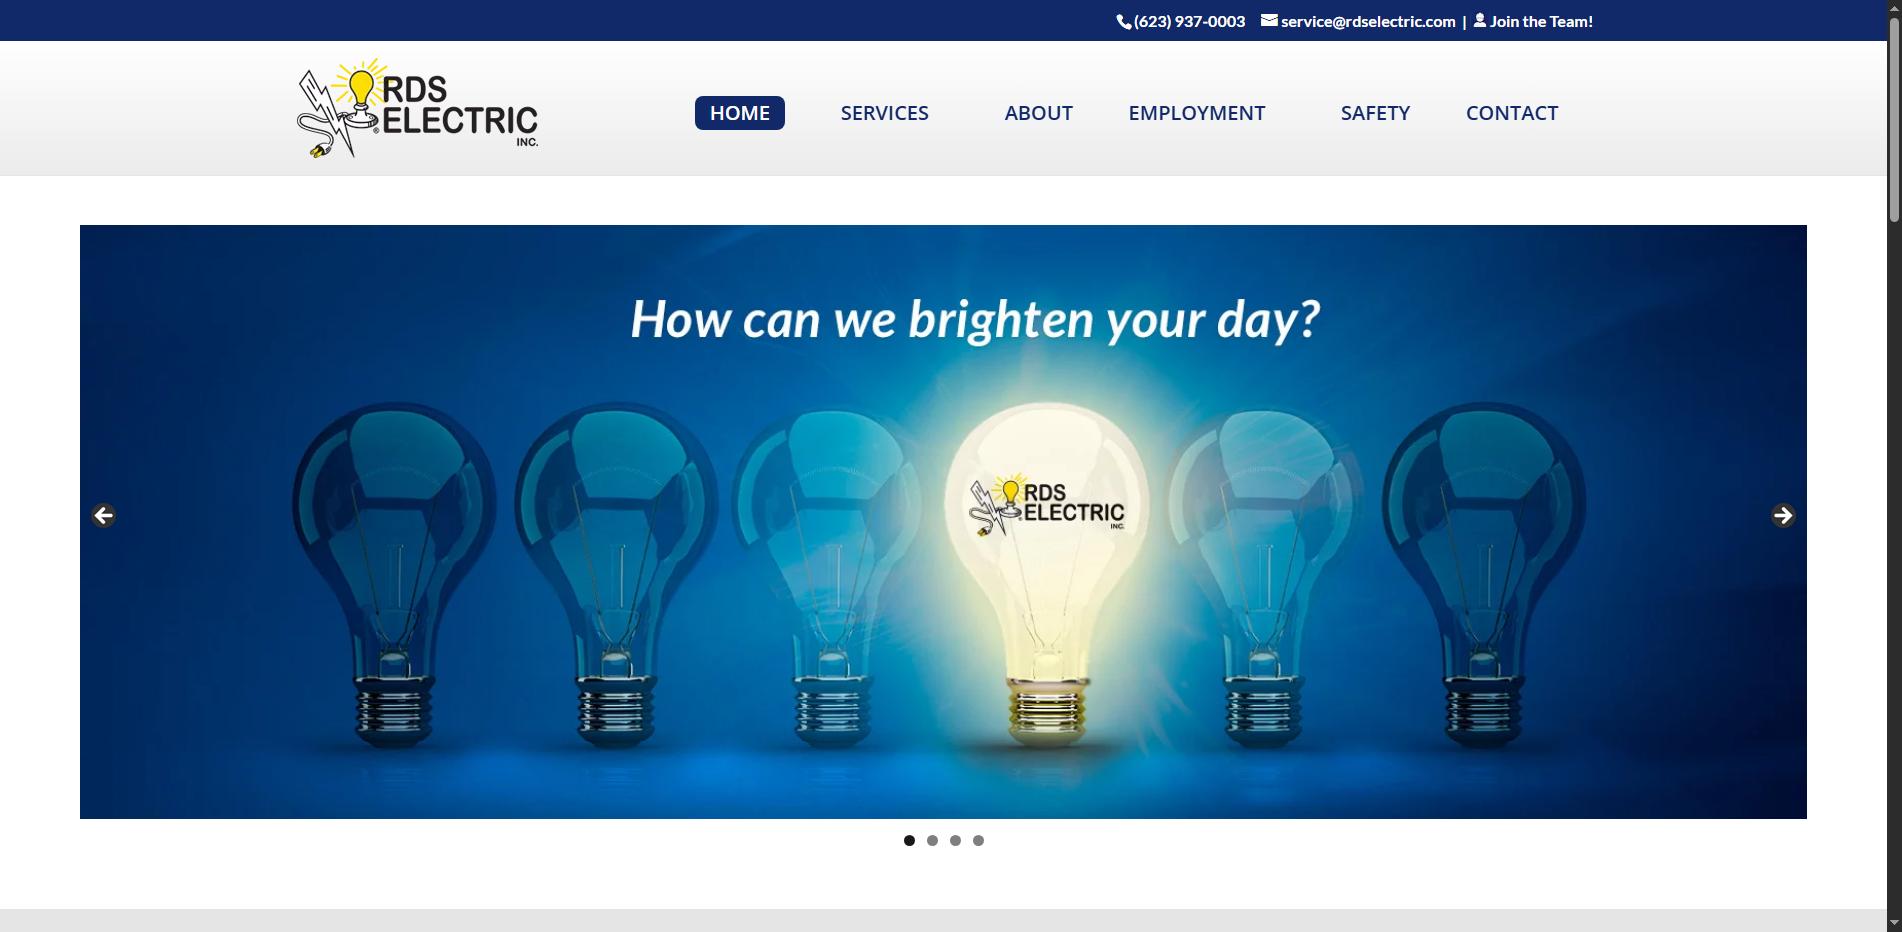 (623) 937-0003 service@rdselectric.com | Join the Team!
RDS
ELECTRIC
INC.
HOME SERVICES ABOUT EMPLOYMENT SAFETY CONTACT
How can we brighten your day?
RDS
ELECTRIC
INC.